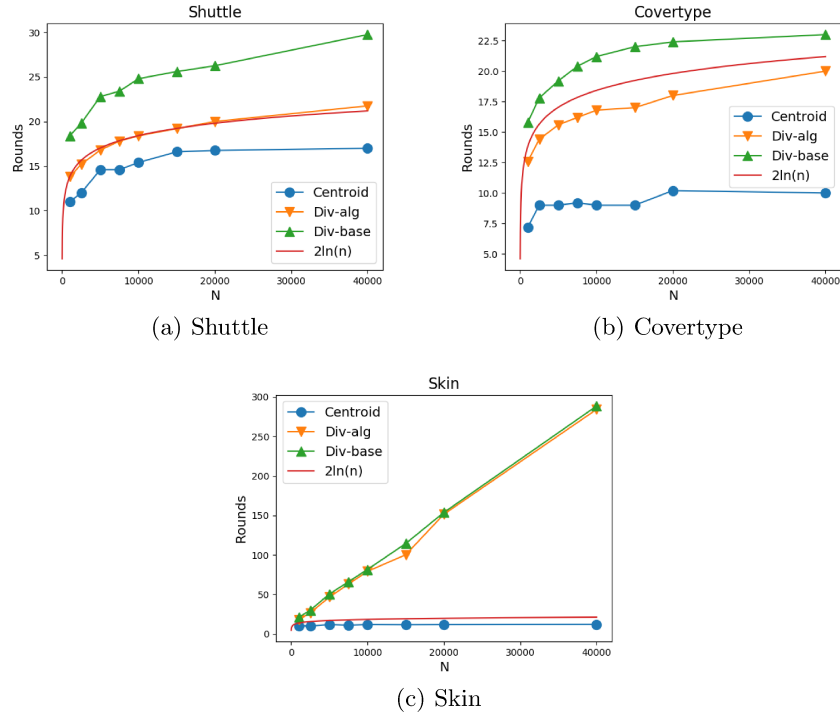 Shuttle
30
25
20
15
10
5
Rounds
Centroid
Div-alg
Div-base
2ln(n)
0 10000 20000 30000 40000
N
(a) Shuttle
Covertype
22.5
20.0
17.5
15.0
12.5
10.0
7.5
5.0
Rounds
Centroid
Div-alg
Div-base
2ln(n)
0 10000 20000 30000 40000
N
(b) Covertype
Skin
300
250
200
150
100
50
0
Rounds
Centroid
Div-alg
Div-base
2ln(n)
0 10000 20000 30000 40000
N
(c) Skin